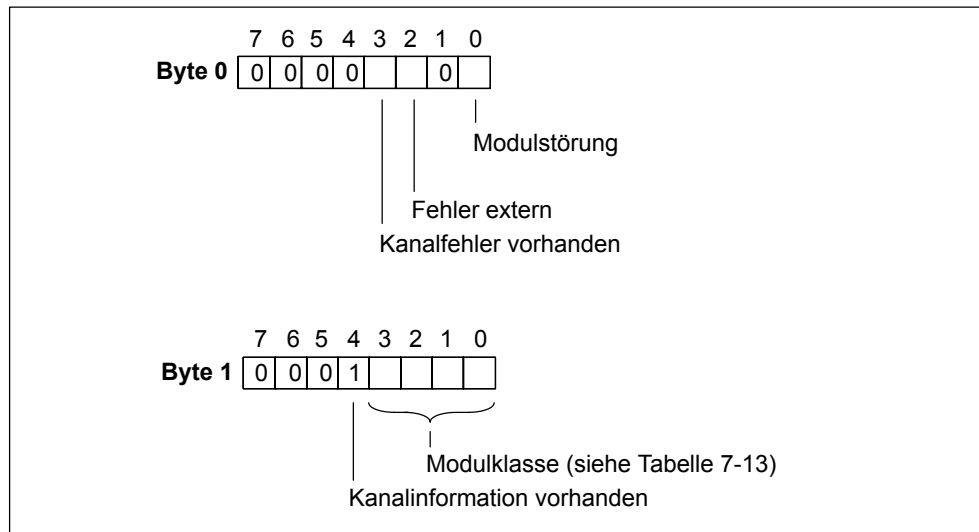 7 6 5 4 3 2 1 0
Byte 0 0 0 0 0 0
Modulstörung
Fehler extern
Kanalfehler vorhanden
7 6 5 4 3 2 1 0
Byte 1 0 0 0 1
Modulklasse (siehe Tabelle 7-13)
Kanalinformation vorhanden